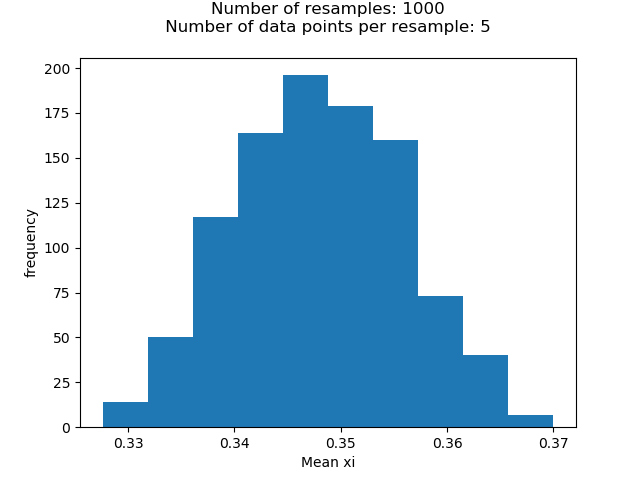 Number of resamples: 1000
Number of data points per resample: 5
200
175
150
125
100
75
50
25
0
frequency
0.33 0.34 0.35 0.36 0.37
Mean xi